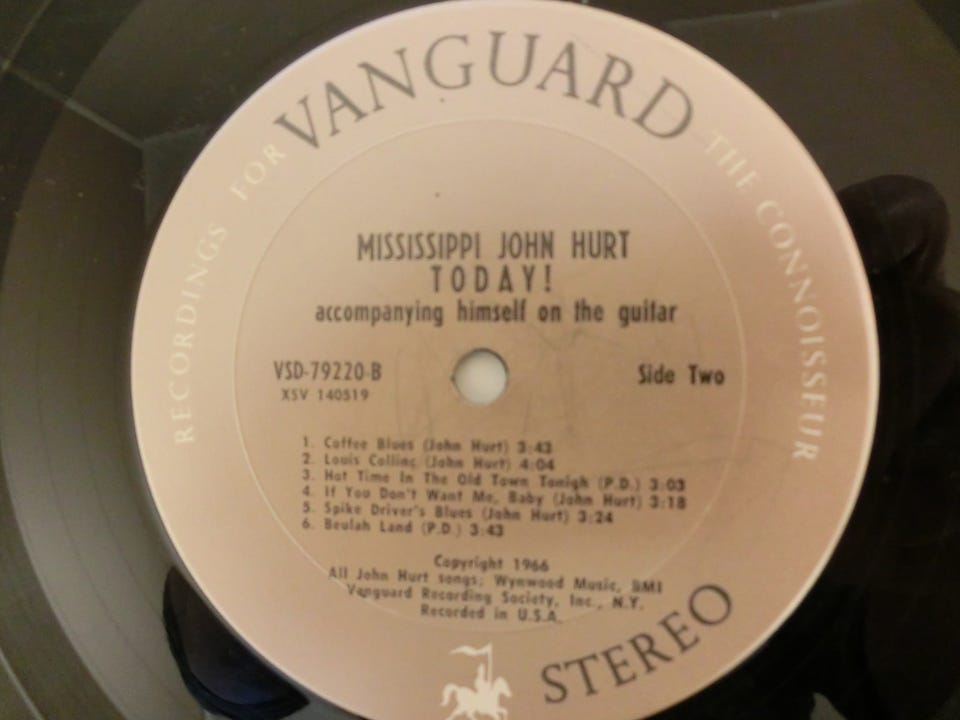 RECORDINGS FOR VANGUARD THE CONNOISSEUR
MISSISSIPPI JOHN HURT
TODAY!
accompanying himself on the guitar
VSD-79220-B
Side Two
XSV 140519
1. Coffee Blues (John Hurt) 3:43
2. Louis Collins (John Hurt) 4:04
3. Hot Time In The Old Town Tonigh (P.D.) 3:03
4. If You Don't Want Me, Baby (John Hurt) 3:18
5. Spike Driver's Blues (John Hurt) 3:24
6. Beulah Land (P.D.) 3:43
Copyright 1966
All John Hurt songs; Wynwood Music, BMI
Vanguard Recording Society, Inc., N.Y.
Recorded in U.S.A.
STEREO